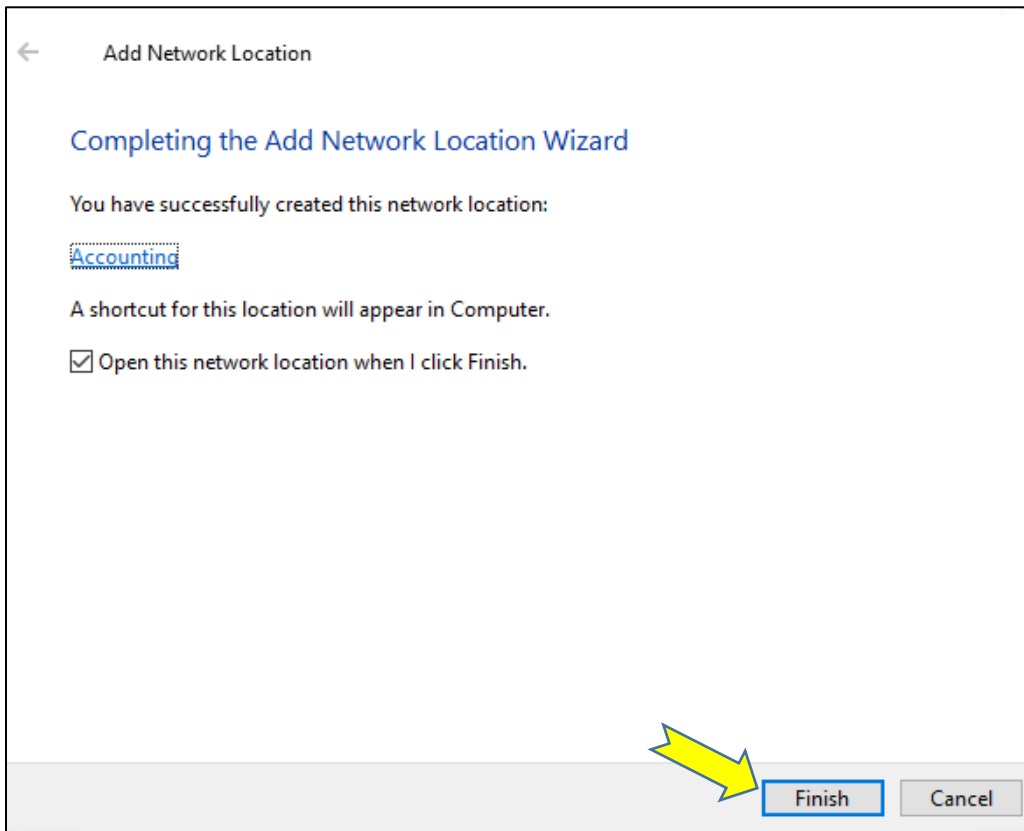 Add Network Location
Completing the Add Network Location Wizard
You have successfully created this network location:
Accounting
A shortcut for this location will appear in Computer.
Open this network location when I click Finish.
Finish
Cancel